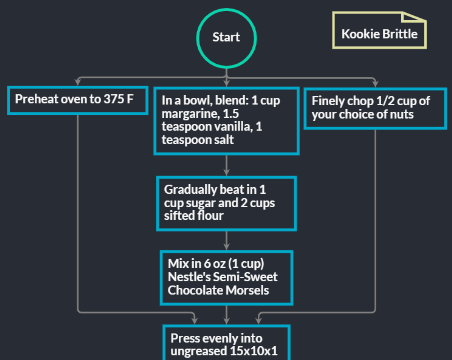 Start
Kookie Brittle
Preheat oven to 375 F
In a bowl, blend: 1 cup
margarine, 1.5
teaspoon vanilla, 1
teaspoon salt
Finely chop 1/2 cup of
your choice of nuts
Gradually beat in 1
cup sugar and 2 cups
sifted flour
Mix in 6 oz (1 cup)
Nestle's Semi-Sweet
Chocolate Morsels
Press evenly into
ungreased 15x10x1